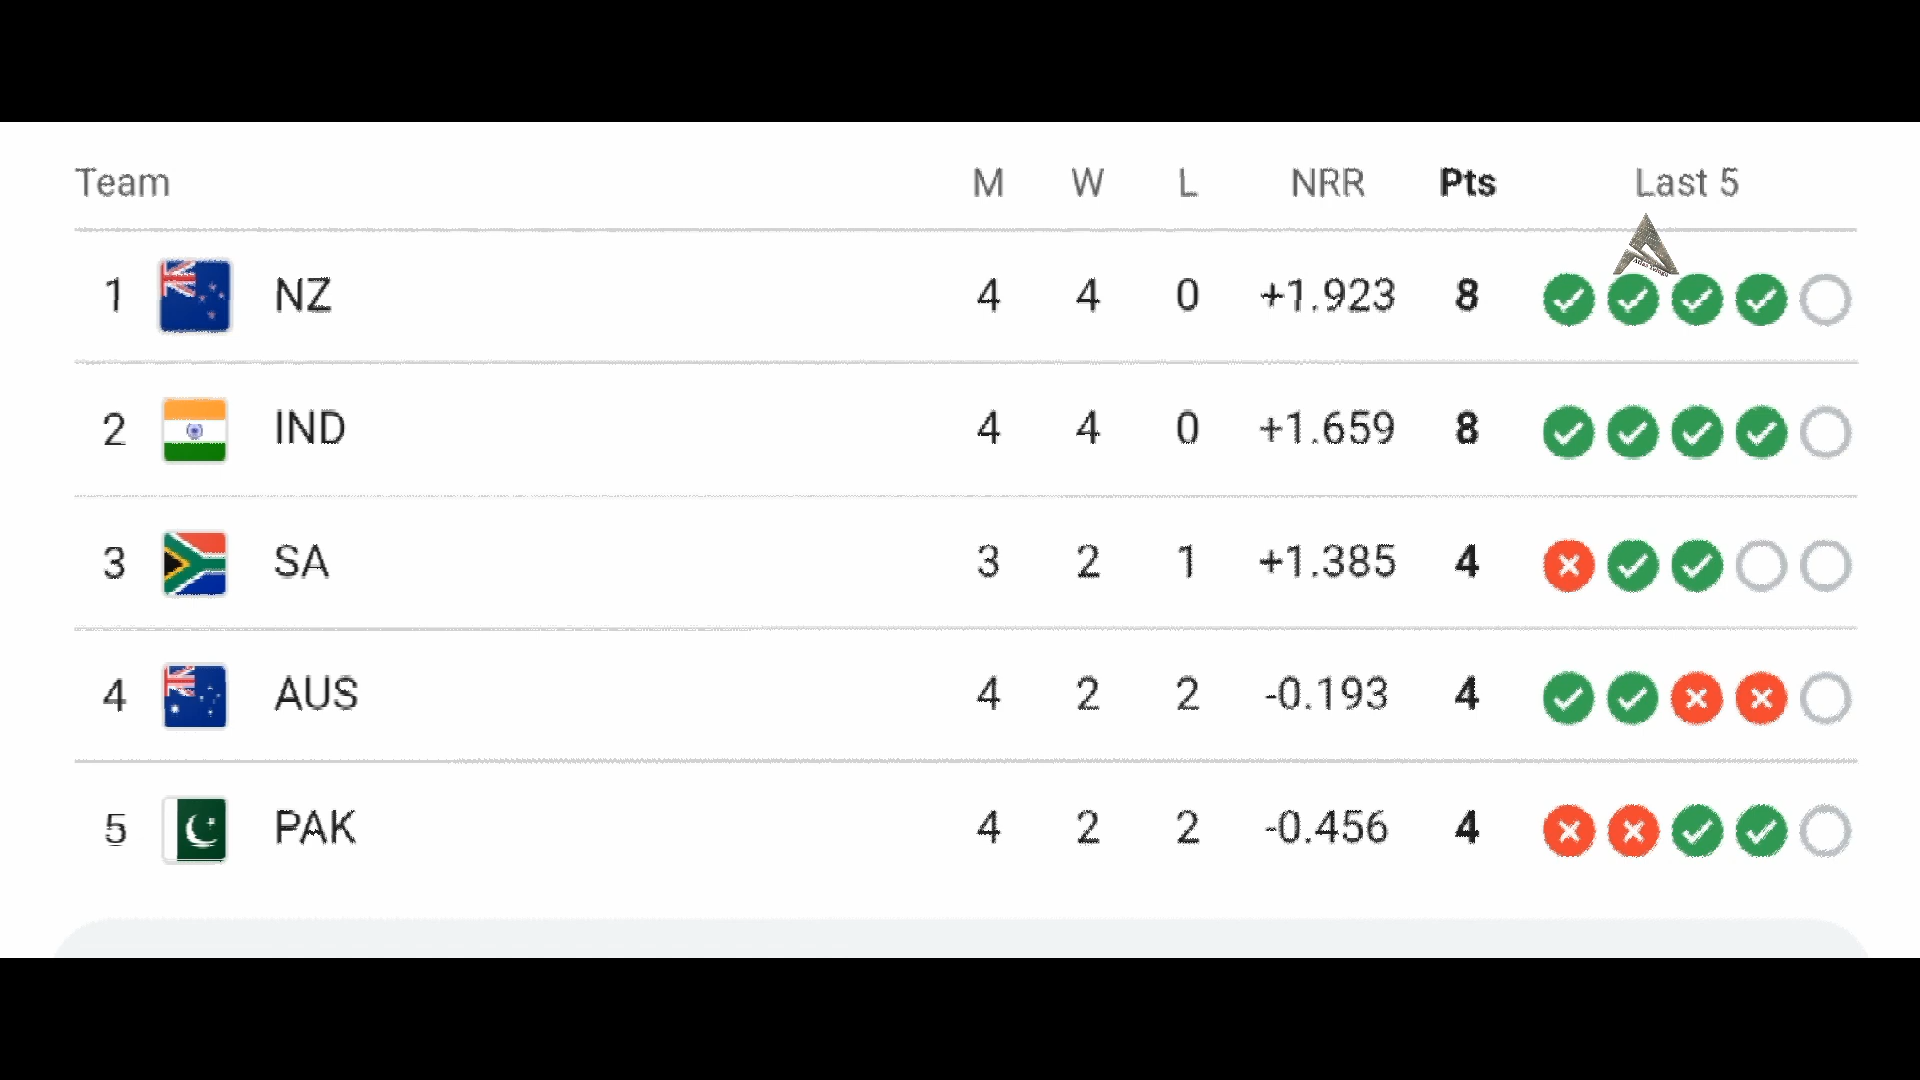 Team M W L NRR Pts Last 5
1 NZ 4 4 0 +1.923 8
2 IND 4 4 0 +1.659 8
3 SA 3 2 1 +1.385 4
4 AUS 4 2 2 -0.193 4
5 PAK 4 2 2 -0.456 4